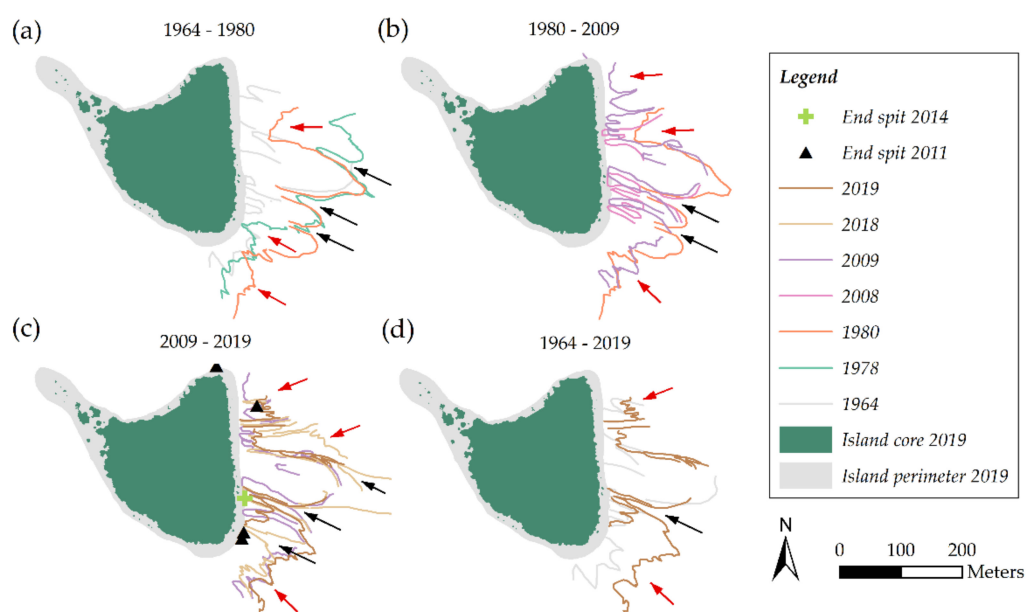 (a)
1964 - 1980
(b)
1980 - 2009
(c)
2009 - 2019
(d)
1964 - 2019
Legend
End spit 2014
End spit 2011
2019
2018
2009
2008
1980
1978
1964
Island core 2019
Island perimeter 2019
N
0 100 200
Meters